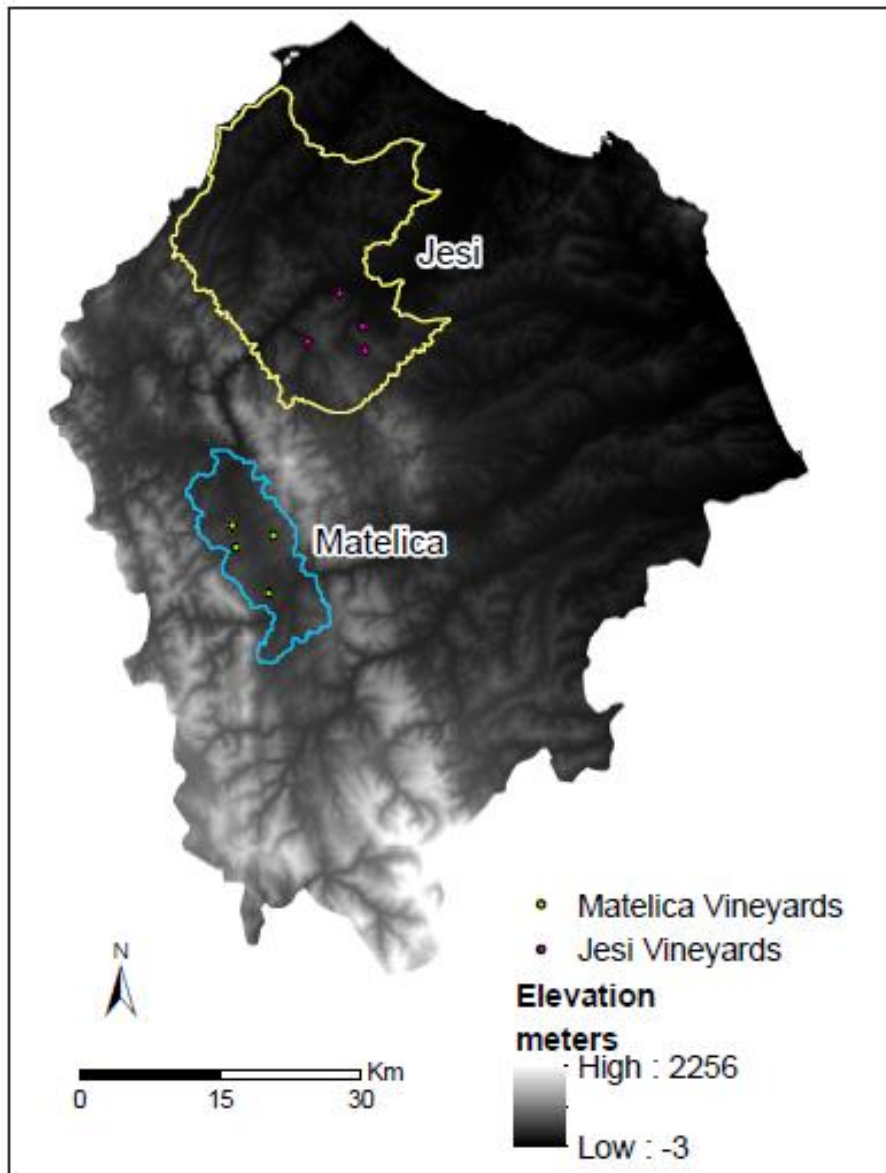 Jesi
Matelica
Matelica Vineyards
Jesi Vineyards
N
Elevation
meters
High : 2256
Low : -3
Km
0 15 30